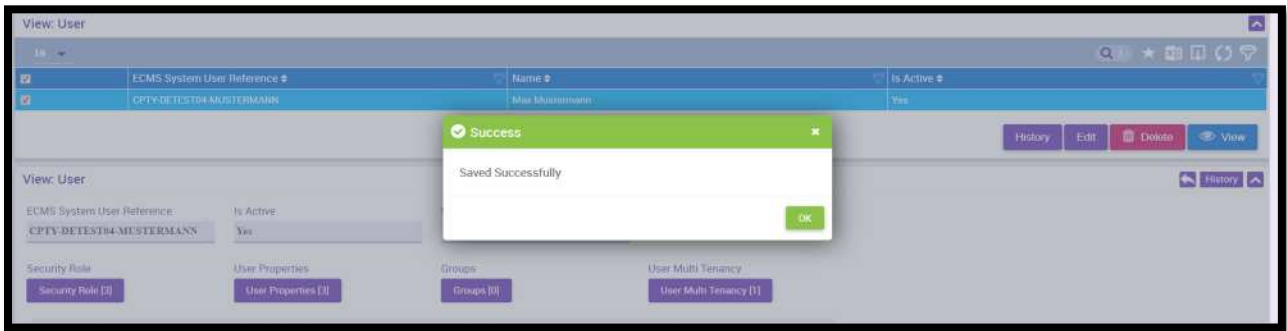 View: User
10
ECMS System User Reference Name Is Active
CPTY-DETEST04-MUSTERMANN Max Mustermann Yes
Success
Saved Successfully
OK
History Edit Delete View
View: User
History
ECMS System User Reference Is Active
CPTY-DETEST04-MUSTERMANN Yes
Security Role User Properties Groups User Multi Tenancy
Security Role [3] User Properties [3] Groups [0] User Multi Tenancy [1]